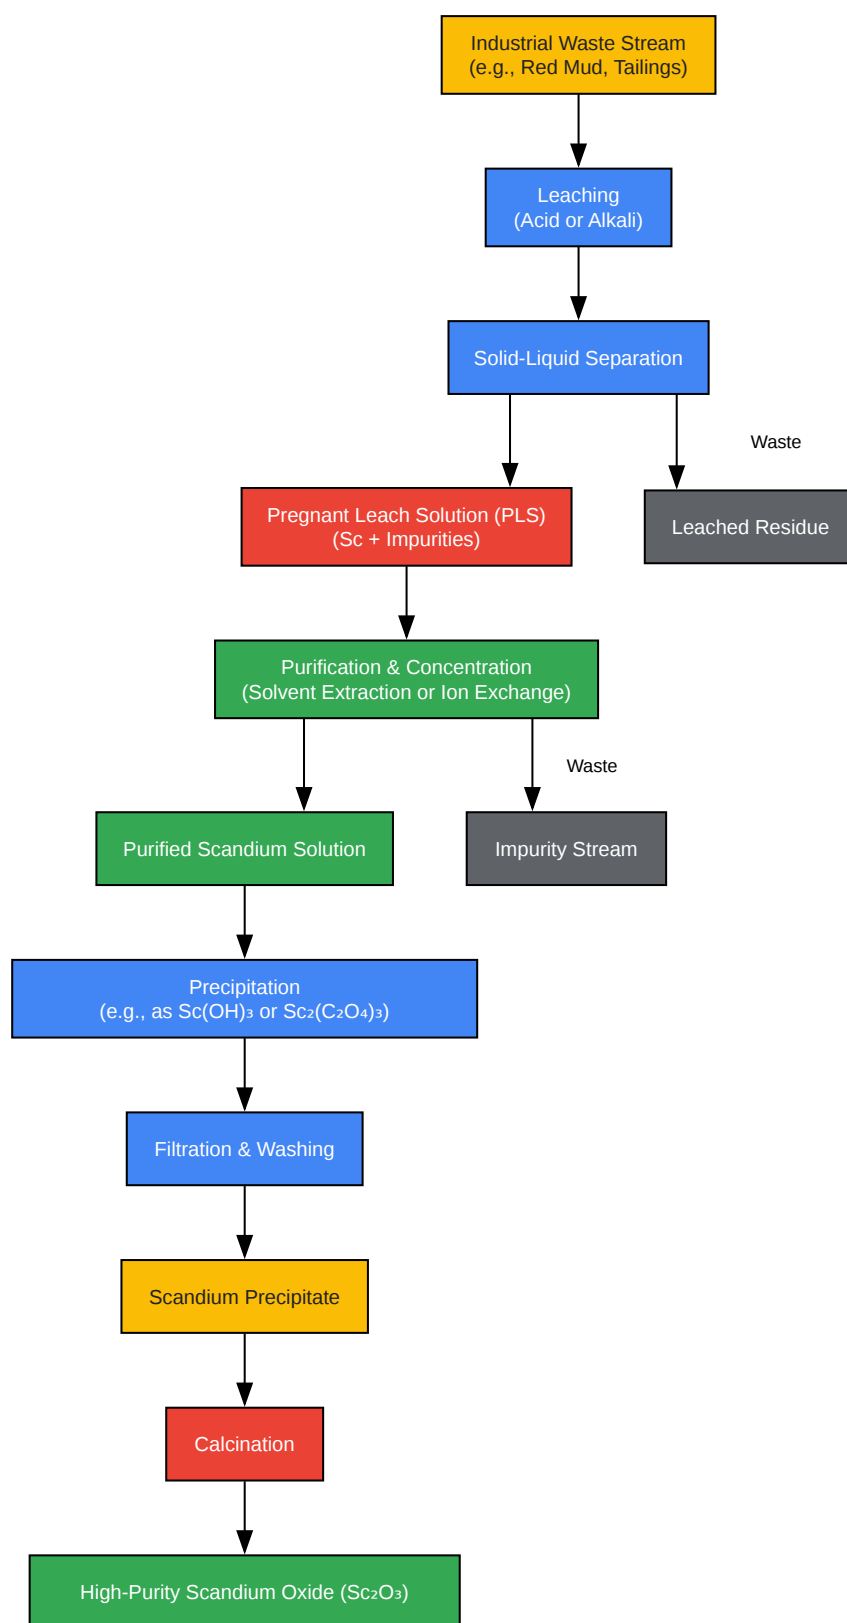 Industrial Waste Stream
(e.g., Red Mud, Tailings)
Leaching
(Acid or Alkali)
Solid-Liquid Separation
Waste
Pregnant Leach Solution (PLS)
(Sc + Impurities)
Leached Residue
Purification & Concentration
(Solvent Extraction or Ion Exchange)
Waste
Purified Scandium Solution
Impurity Stream
Precipitation
(e.g., as Sc(OH)₃ or Sc₂(C₂O₄)₃)
Filtration & Washing
Scandium Precipitate
Calcination
High-Purity Scandium Oxide (Sc₂O₃)